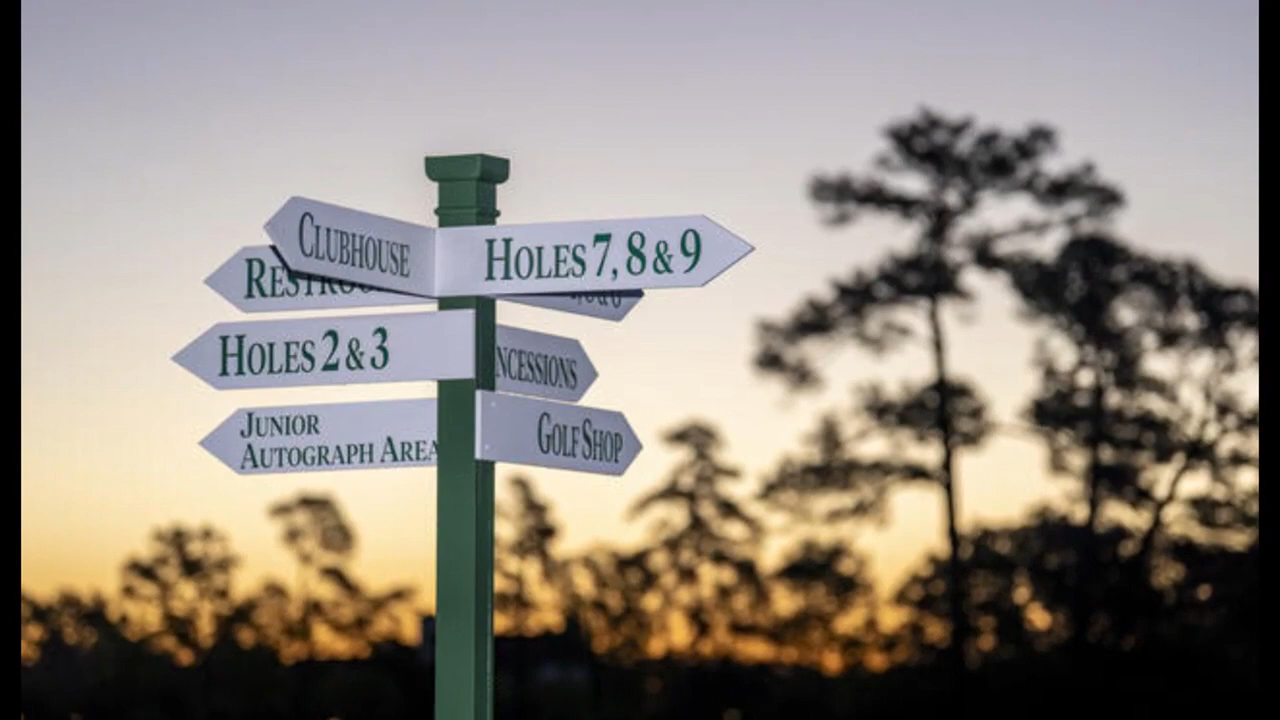 CLUBHOUSE
HOLES 7, 8 & 9
HOLES 2 & 3
JUNIOR
AUTOGRAPH AREA
GOLF SHOP